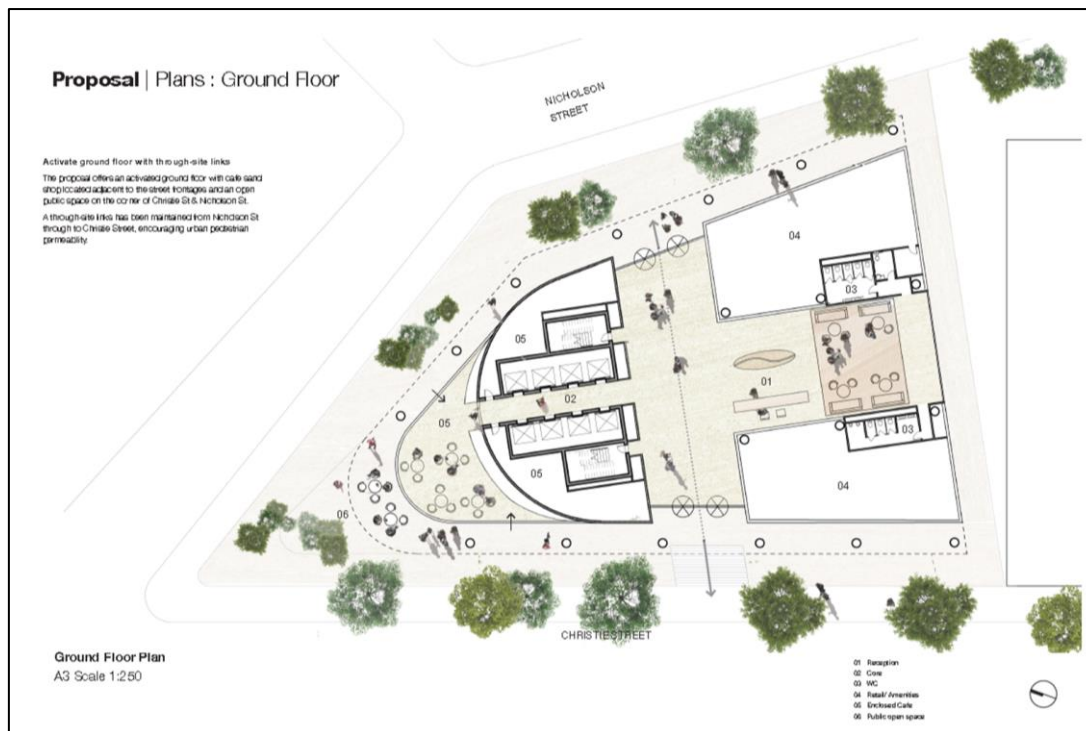 Proposal | Plans : Ground Floor
NICHOLSON
STREET
Activate ground floor with through-site links
The proposal offers an activated ground floor with cafe sand
shop located adjacent to the street frontages and an open
public space on the corner of Christie St & Nicholson St.
A through-site links has been maintained from Nicholson St
through to Christie Street, encouraging urban pedestrian
permeability.
04
03
05
01
02
05
03
05
04
06
CHRISTIE STREET
Ground Floor Plan
A3 Scale 1:250
01 Reception
02 Core
03 WC
04 Retail/ Amenities
05 Enclosed Cafe
06 Public open space